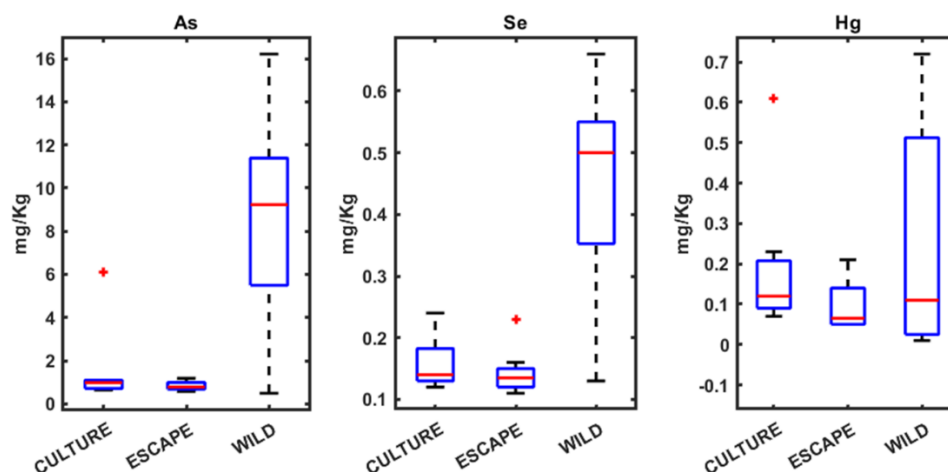 As
mg/Kg
16
14
12
10
8
6
4
2
0
CULTURE
ESCAPE
WILD
Se
mg/Kg
0.6
0.5
0.4
0.3
0.2
0.1
CULTURE
ESCAPE
WILD
Hg
mg/Kg
0.7
0.6
0.5
0.4
0.3
0.2
0.1
0
-0.1
CULTURE
ESCAPE
WILD